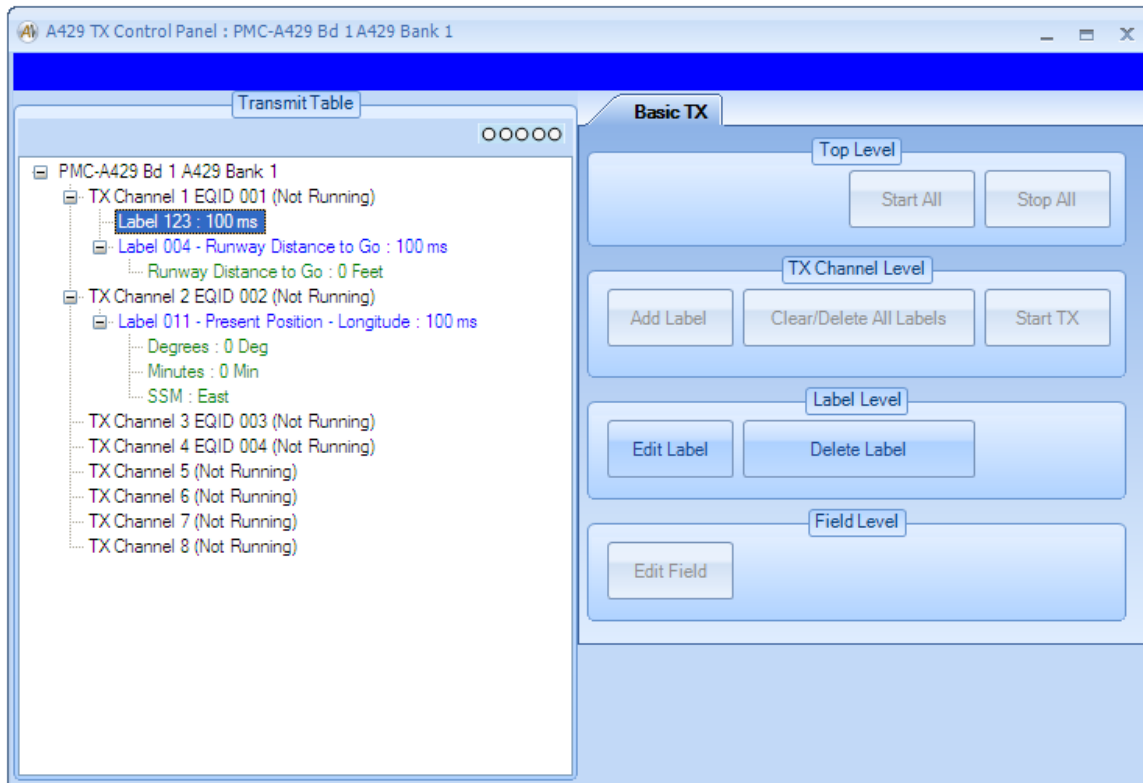 A429 TX Control Panel : PMC-A429 Bd 1 A429 Bank 1
Transmit Table
PMC-A429 Bd 1 A429 Bank 1
TX Channel 1 EQID 001 (Not Running)
Label 123 : 100 ms
Label 004 - Runway Distance to Go : 100 ms
Runway Distance to Go : 0 Feet
TX Channel 2 EQID 002 (Not Running)
Label 011 - Present Position - Longitude : 100 ms
Degrees : 0 Deg
Minutes : 0 Min
SSM : East
TX Channel 3 EQID 003 (Not Running)
TX Channel 4 EQID 004 (Not Running)
TX Channel 5 (Not Running)
TX Channel 6 (Not Running)
TX Channel 7 (Not Running)
TX Channel 8 (Not Running)
Basic TX
Top Level
Start All Stop All
TX Channel Level
Add Label Clear/Delete All Labels Start TX
Label Level
Edit Label Delete Label
Field Level
Edit Field